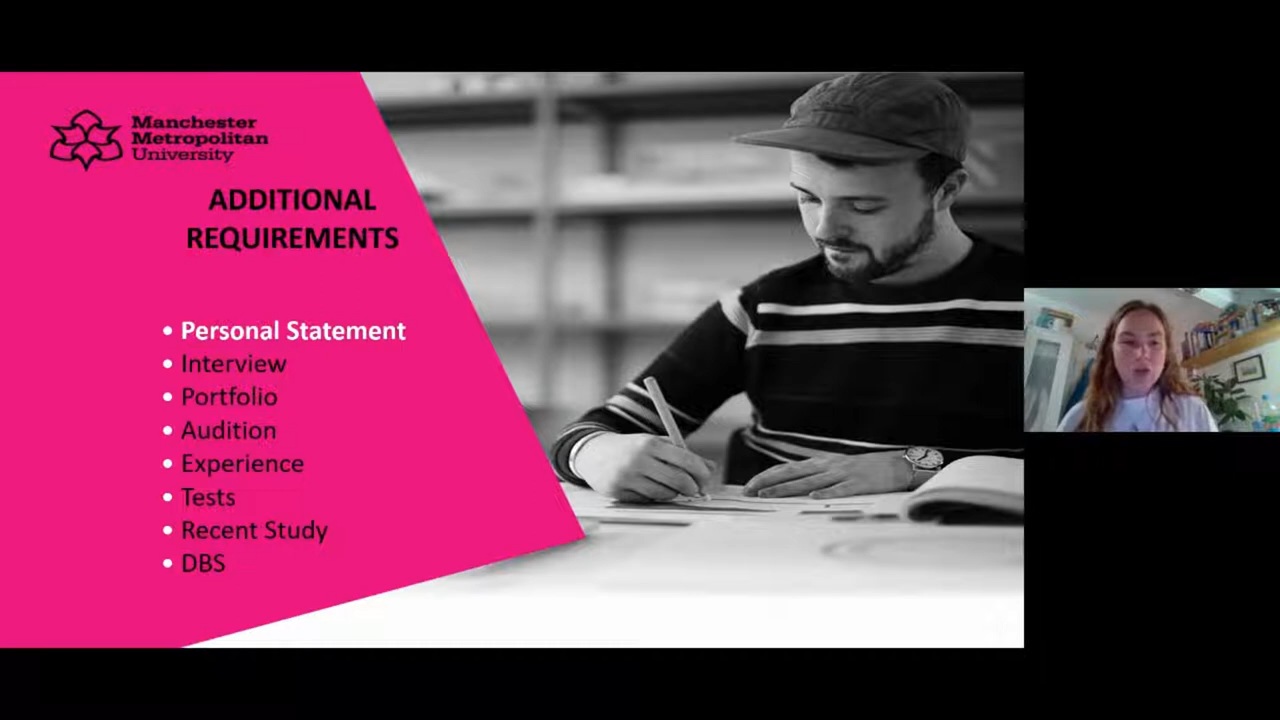 Manchester
Metropolitan
University
ADDITIONAL
REQUIREMENTS
• Personal Statement
• Interview
• Portfolio
• Audition
• Experience
• Tests
• Recent Study
• DBS